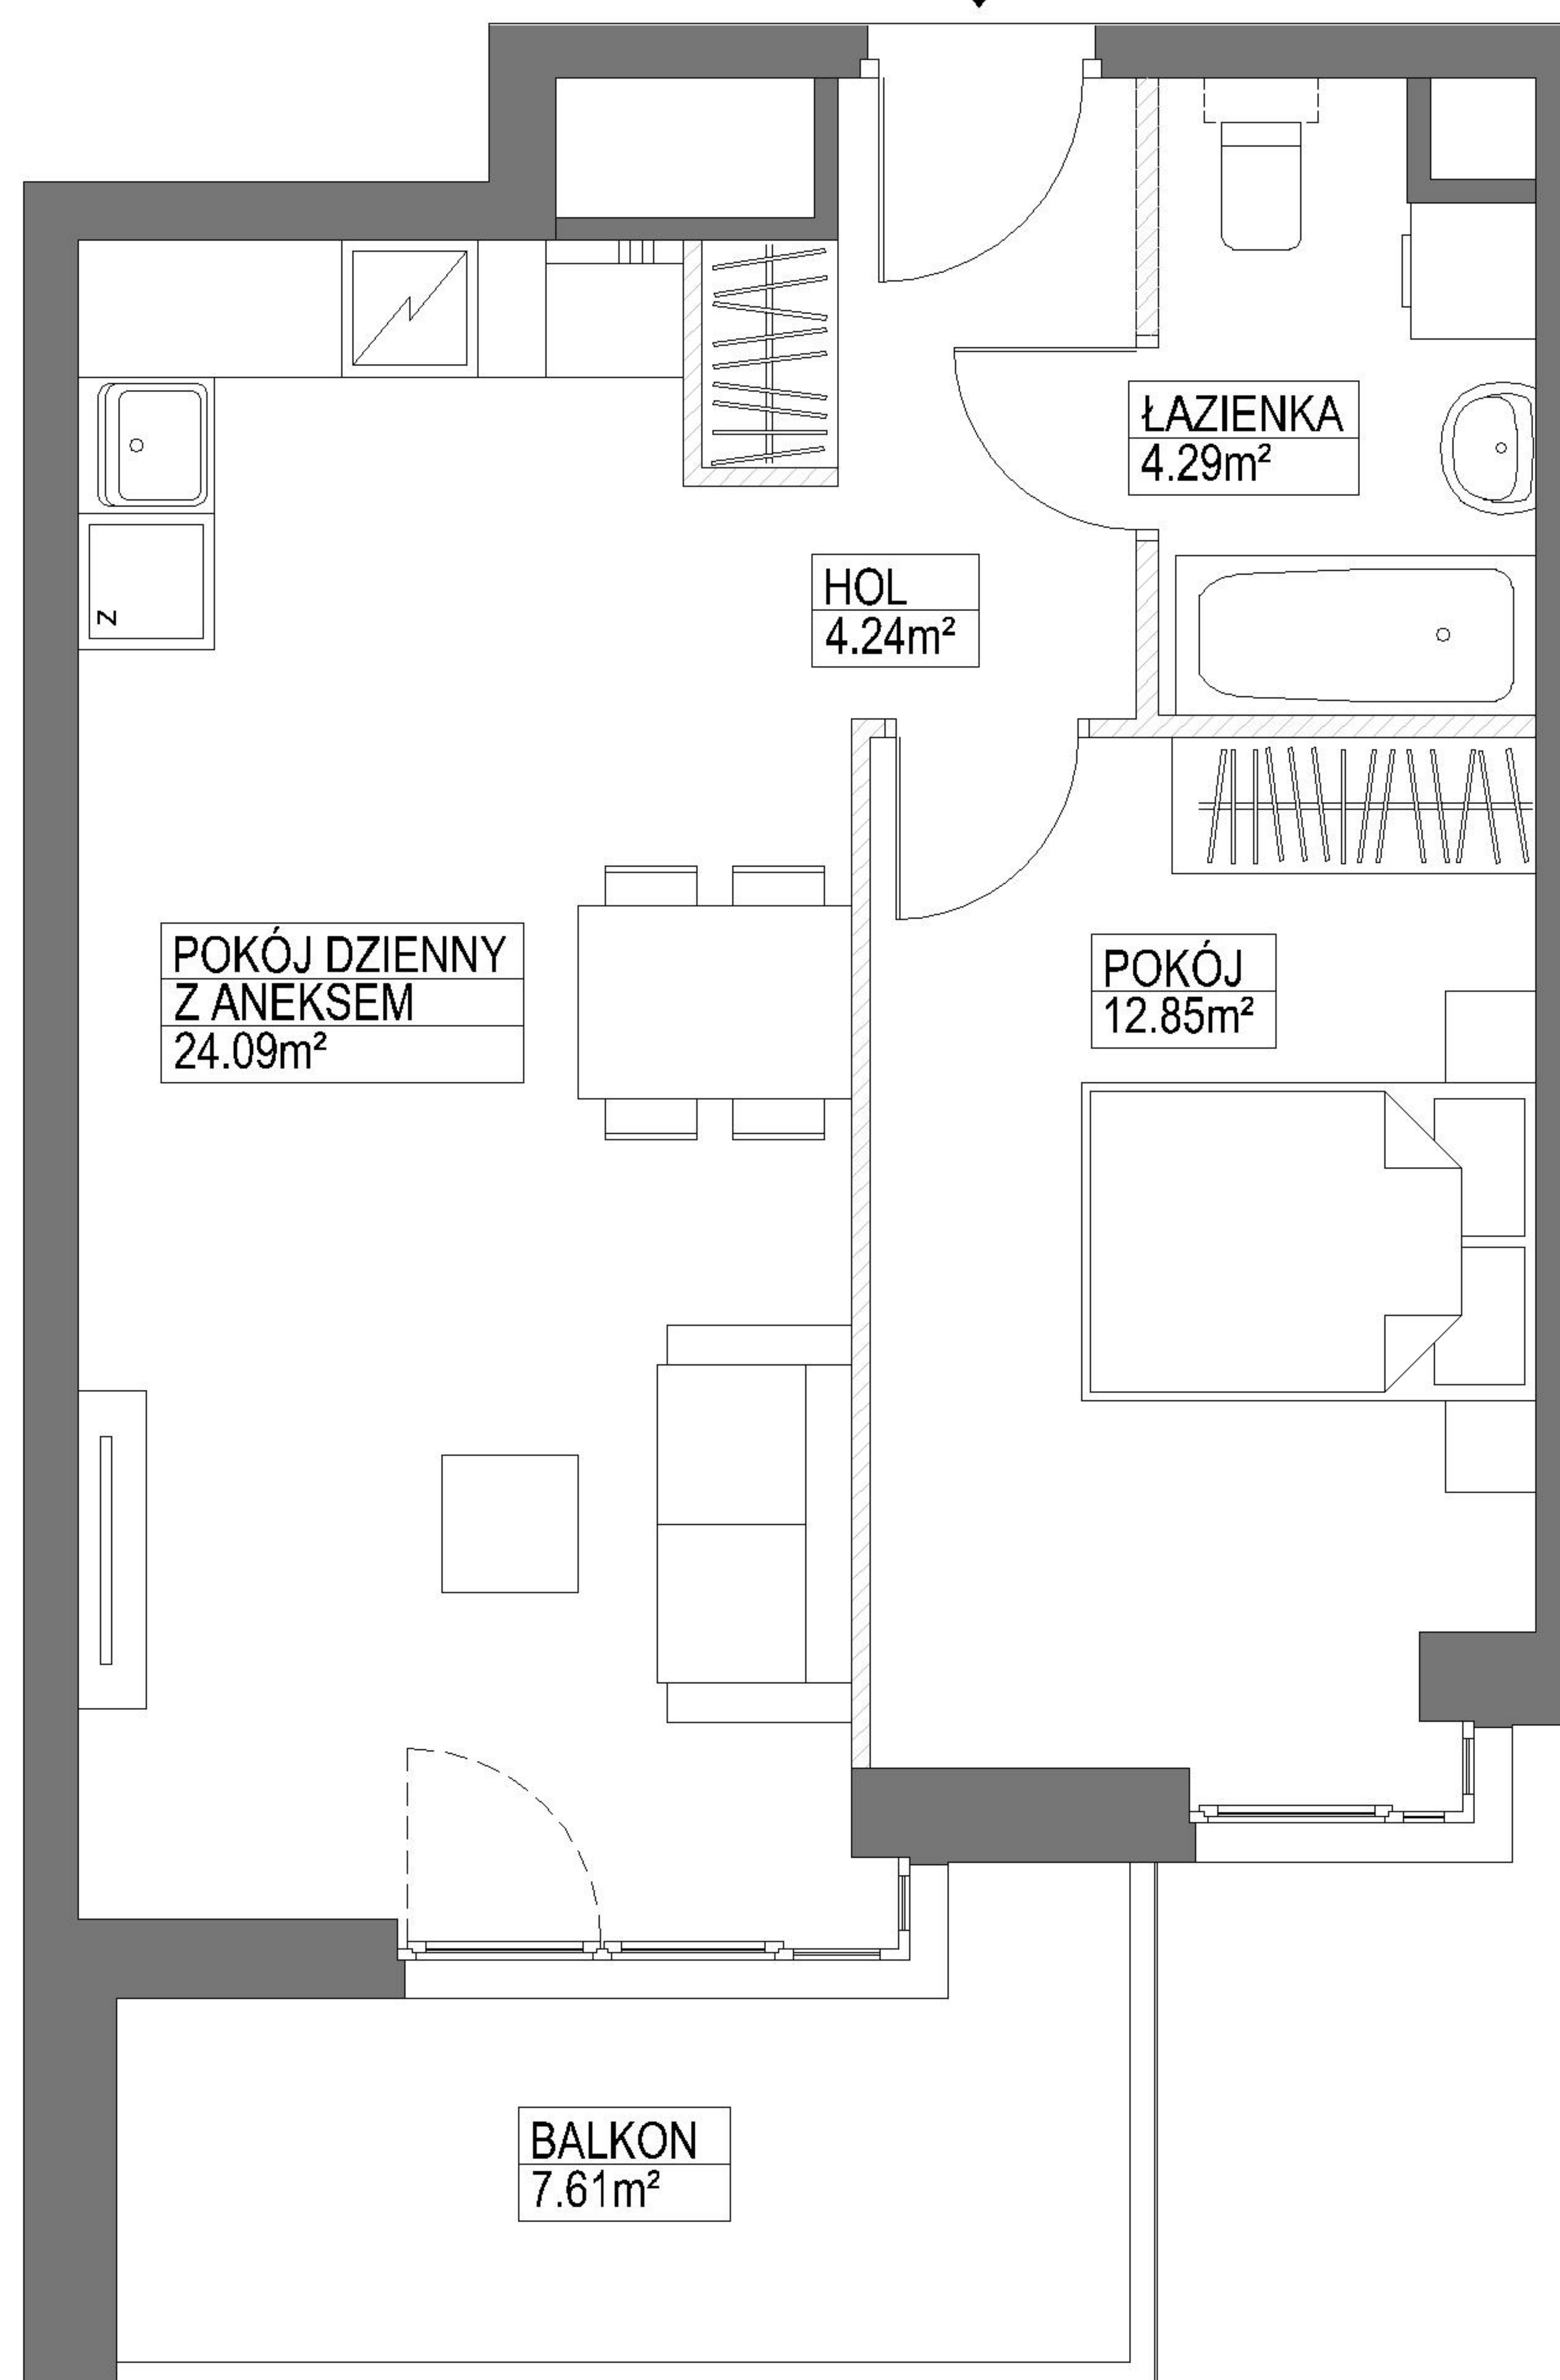 ŁAZIENKA
4.29m²
HOL
4.24m²
Z
POKÓJ DZIENNY
Z ANEKSEM
24.09m²
POKÓJ
12.85m²
BALKON
7.61m²